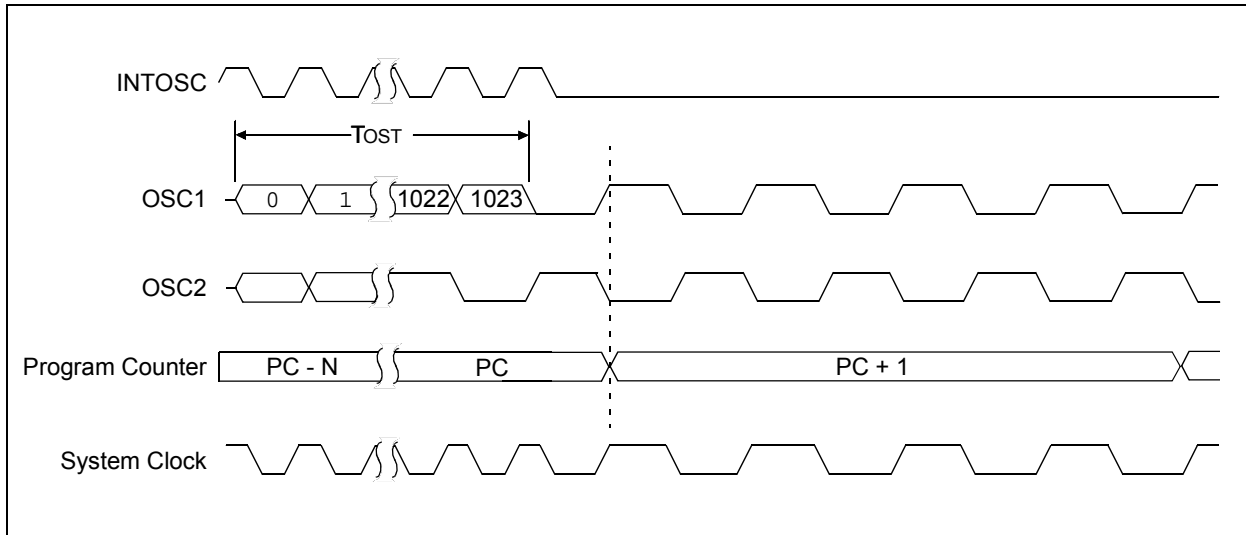 INTOSC
TOST
OSC1 0 1 1022 1023
OSC2
Program Counter PC - N PC PC + 1
System Clock